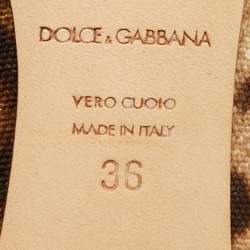 DOLCE & GABBANA
VERO CUOIO
MADE IN ITALY
36